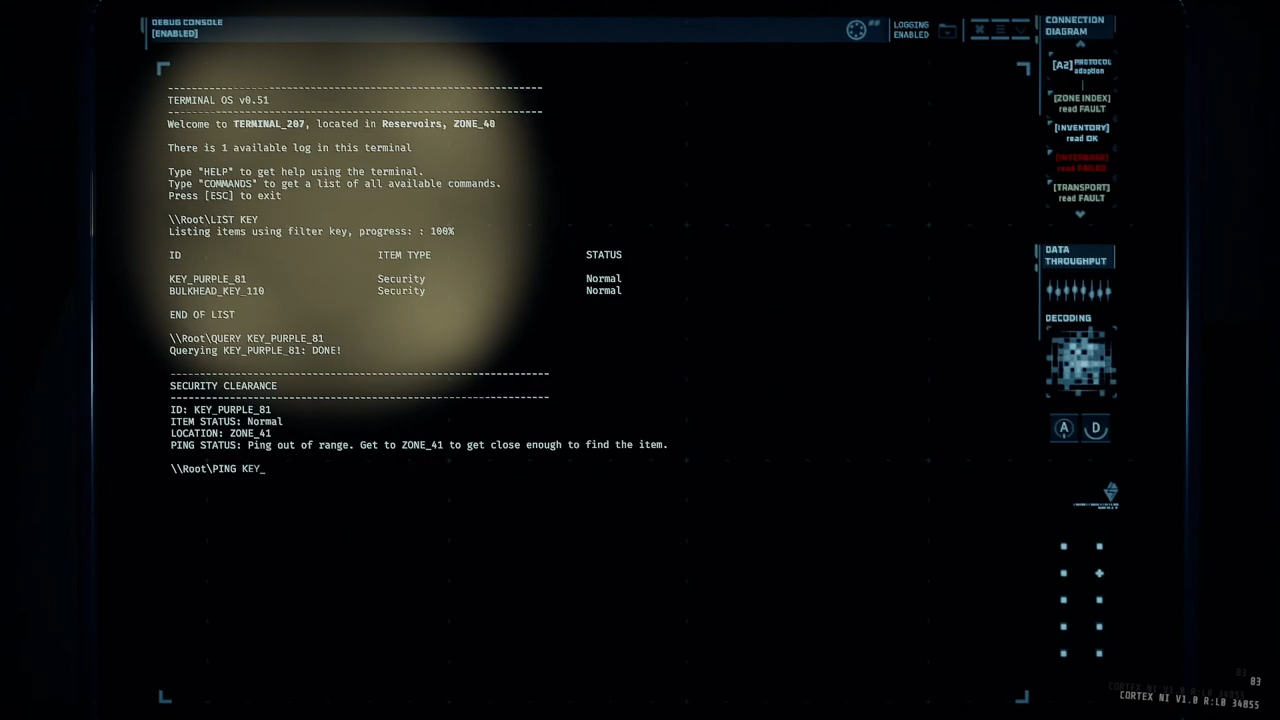 DEBUG CONSOLE
[ENABLED]
LOGGING
ENABLED
CONNECTION
DIAGRAM
[A2] PROTOCOL
adoption
[ZONE INDEX]
read FAULT
[INVENTORY]
read OK
read FAILED
[TRANSPORT]
read FAULT
DATA
THROUGHPUT
DECODING
A
D
TERMINAL OS v0.51
Welcome to TERMINAL_207, located in Reservoirs, ZONE_40
There is 1 available log in this terminal
Type "HELP" to get help using the terminal.
Type "COMMANDS" to get a list of all available commands.
Press [ESC] to exit
\\Root\LIST KEY
Listing items using filter key, progress: : 100%
ID ITEM TYPE STATUS
KEY_PURPLE_81 Security Normal
BULKHEAD_KEY_110 Security Normal
END OF LIST
\\Root\QUERY KEY_PURPLE_81
Querying KEY_PURPLE_81: DONE!
SECURITY CLEARANCE
ID: KEY_PURPLE_81
ITEM STATUS: Normal
LOCATION: ZONE_41
PING STATUS: Ping out of range. Get to ZONE_41 to get close enough to find the item.
\\Root\PING KEY_
83
CORTEX NI V1.0 R:L0 34855